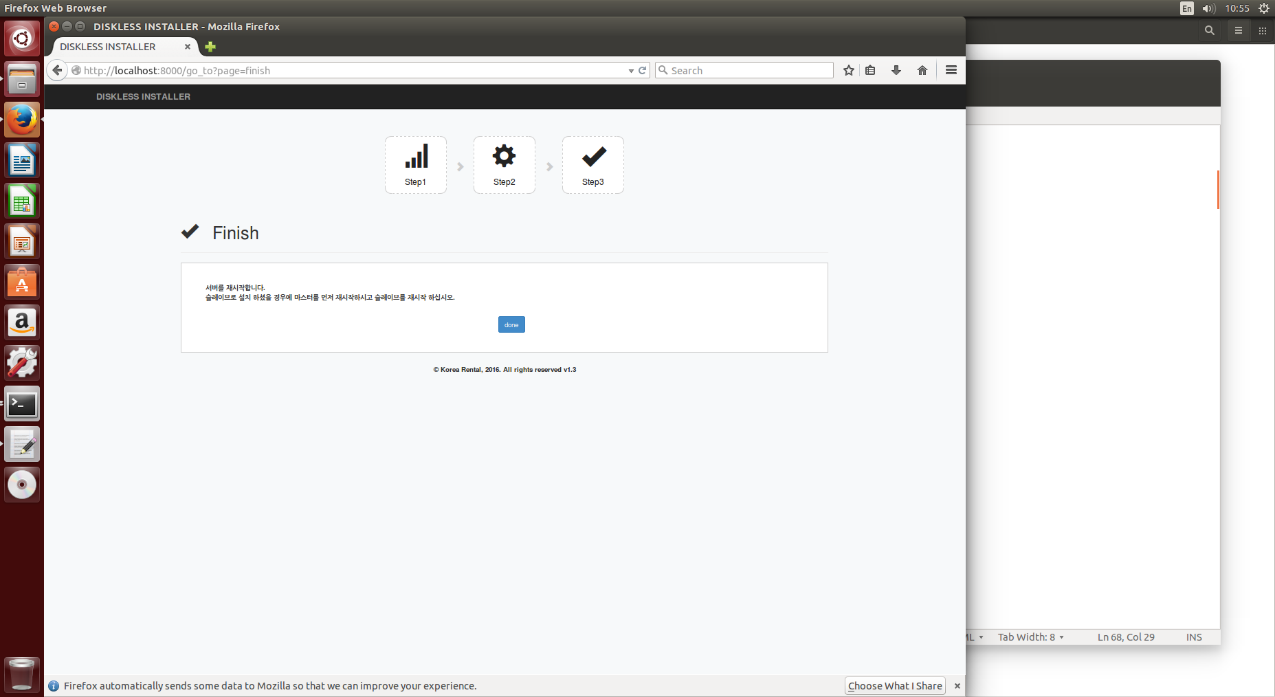 Firefox Web Browser
En
10:55
DISKLESS INSTALLER - Mozilla Firefox
DISKLESS INSTALLER
http://localhost:8000/go_to?page=finish
Search
DISKLESS INSTALLER
Step1
Step2
Step3
Finish
서버를 재시작합니다.
슬레이브로 설치 하셨을 경우에 마스터를 먼저 재시작하시고 슬레이브를 재시작 하십시오.
done
© Korea Rental, 2016. All rights reserved v1.3
ML
Tab Width: 8
Ln 68, Col 29
INS
Firefox automatically sends some data to Mozilla so that we can improve your experience.
Choose What I Share